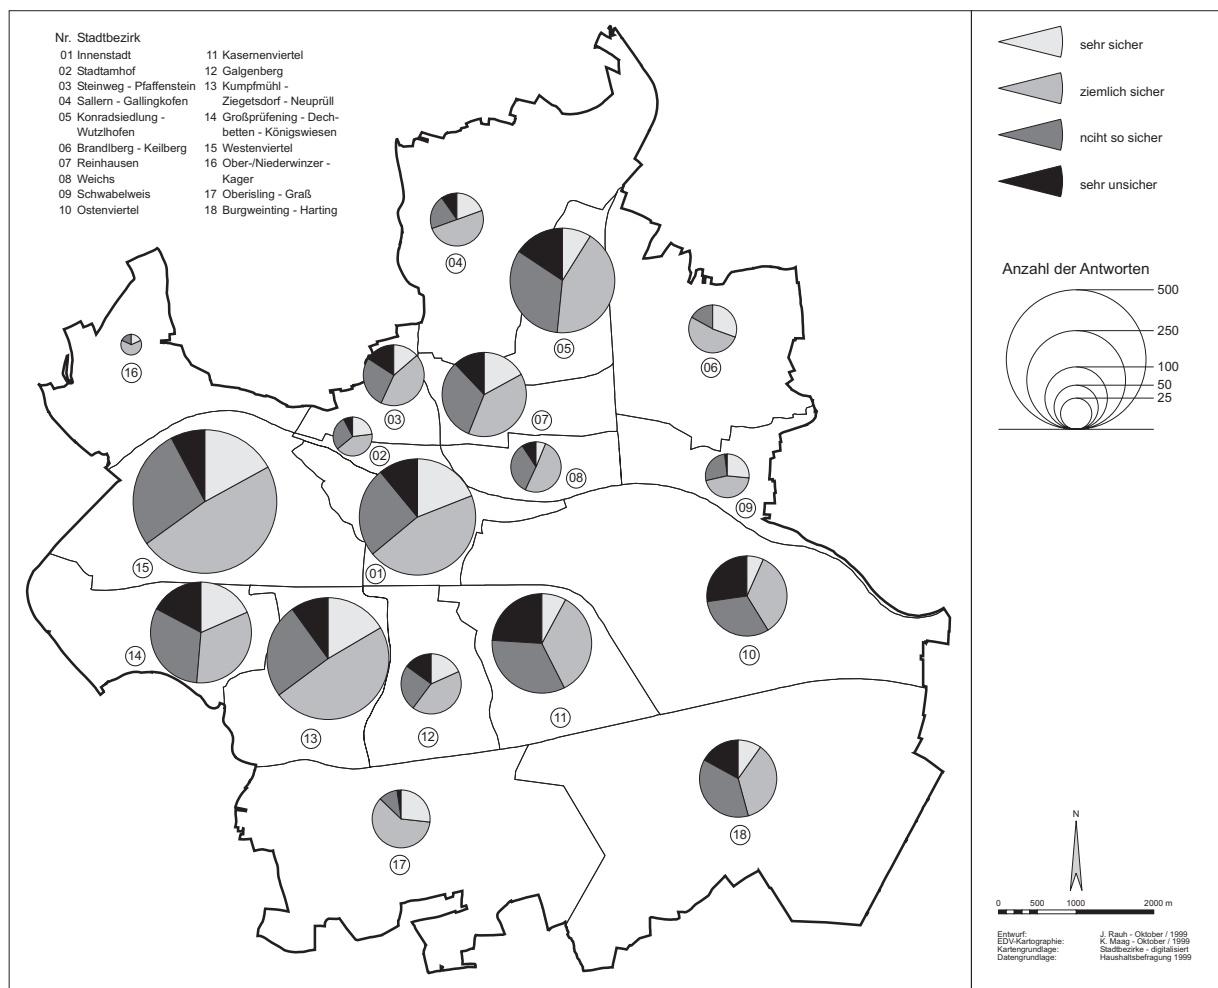 Nr. Stadtbezirk
01 Innenstadt
02 Stadtamhof
03 Steinweg - Pfaffenstein
04 Sallern - Gallingkofen
05 Konradsiedlung -
Wutzlhofen
06 Brandlberg - Keilberg
07 Reinhausen
08 Weichs
09 Schwabelweis
10 Ostenviertel
11 Kasernenviertel
12 Galgenberg
13 Kumpfmühl -
Ziegetsdorf - Neuprüll
14 Großprüfening - Dech-
betten - Königswiesen
15 Westenviertel
16 Ober-/Niederwinzer -
Kager
17 Oberisling - Graß
18 Burgweinting - Harting
04
05
06
16
03
07
02
08
09
15
01
14
10
13
12
11
18
17
sehr sicher
ziemlich sicher
nciht so sicher
sehr unsicher
Anzahl der Antworten
500
250
100
50
25
N
0 500 1000 2000 m
Entwurf: J. Rauh - Oktober / 1999
EDV-Kartographie: K. Maag - Oktober / 1999
Kartengrundlage: Stadtbezirke - digitalisiert
Datengrundlage: Haushaltsbefragung 1999